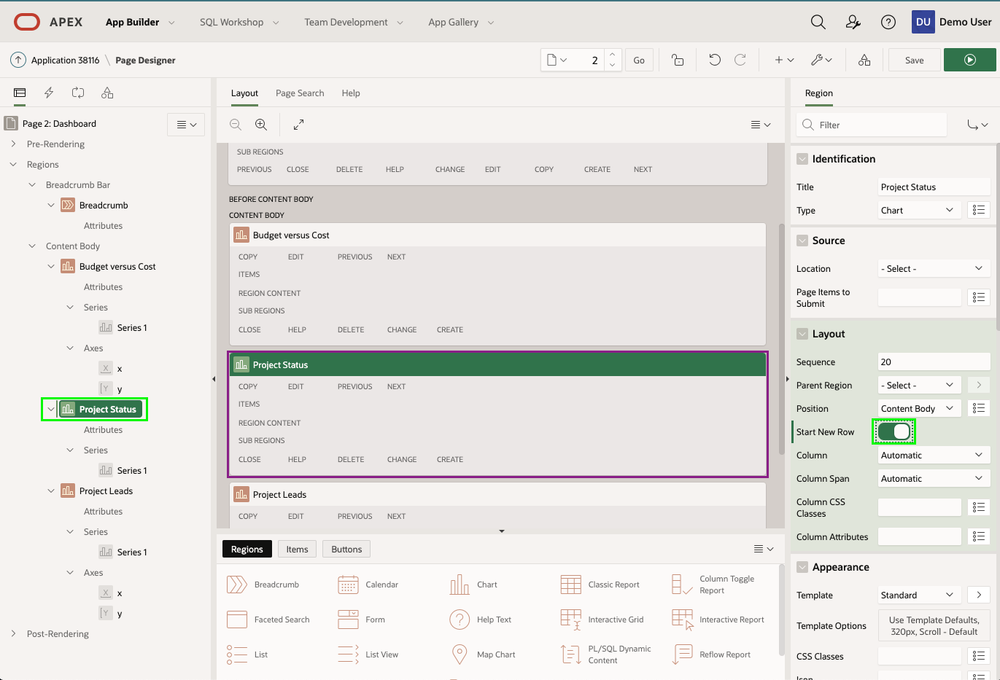 APEX App Builder SQL Workshop Team Development App Gallery DU Demo User
Application 38116 \ Page Designer 2 Go Save
Layout Page Search Help
Page 2: Dashboard
Pre-Rendering
Regions
Breadcrumb Bar
Breadcrumb
Attributes
Content Body
Budget versus Cost
Attributes
Series
Series 1
Axes
X x
Y y
Project Status
Attributes
Series
Series 1
Project Leads
Attributes
Series
Series 1
Axes
X x
Y y
Post-Rendering
SUB REGIONS
PREVIOUS CLOSE DELETE HELP CHANGE EDIT COPY CREATE NEXT
BEFORE CONTENT BODY
CONTENT BODY
Budget versus Cost
COPY EDIT PREVIOUS NEXT
ITEMS
REGION CONTENT
SUB REGIONS
CLOSE HELP DELETE CHANGE CREATE
Project Status
COPY EDIT PREVIOUS NEXT
ITEMS
REGION CONTENT
SUB REGIONS
CLOSE HELP DELETE CHANGE CREATE
Project Leads
COPY EDIT PREVIOUS NEXT
Regions Items Buttons
Breadcrumb Calendar Chart Classic Report Column Toggle
Report
Faceted Search Form Help Text Interactive Grid Interactive Report
List List View Map Chart PL/SQL Dynamic
Content Reflow Report
Region
Filter
Identification
Title Project Status
Type Chart
Source
Location - Select -
Page Items to
Submit
Layout
Sequence 20
Parent Region - Select -
Position Content Body
Start New Row
Column Automatic
Column Span Automatic
Column CSS
Classes
Column Attributes
Appearance
Template Standard
Template Options Use Template Defaults,
320px, Scroll - Default
CSS Classes
Icon